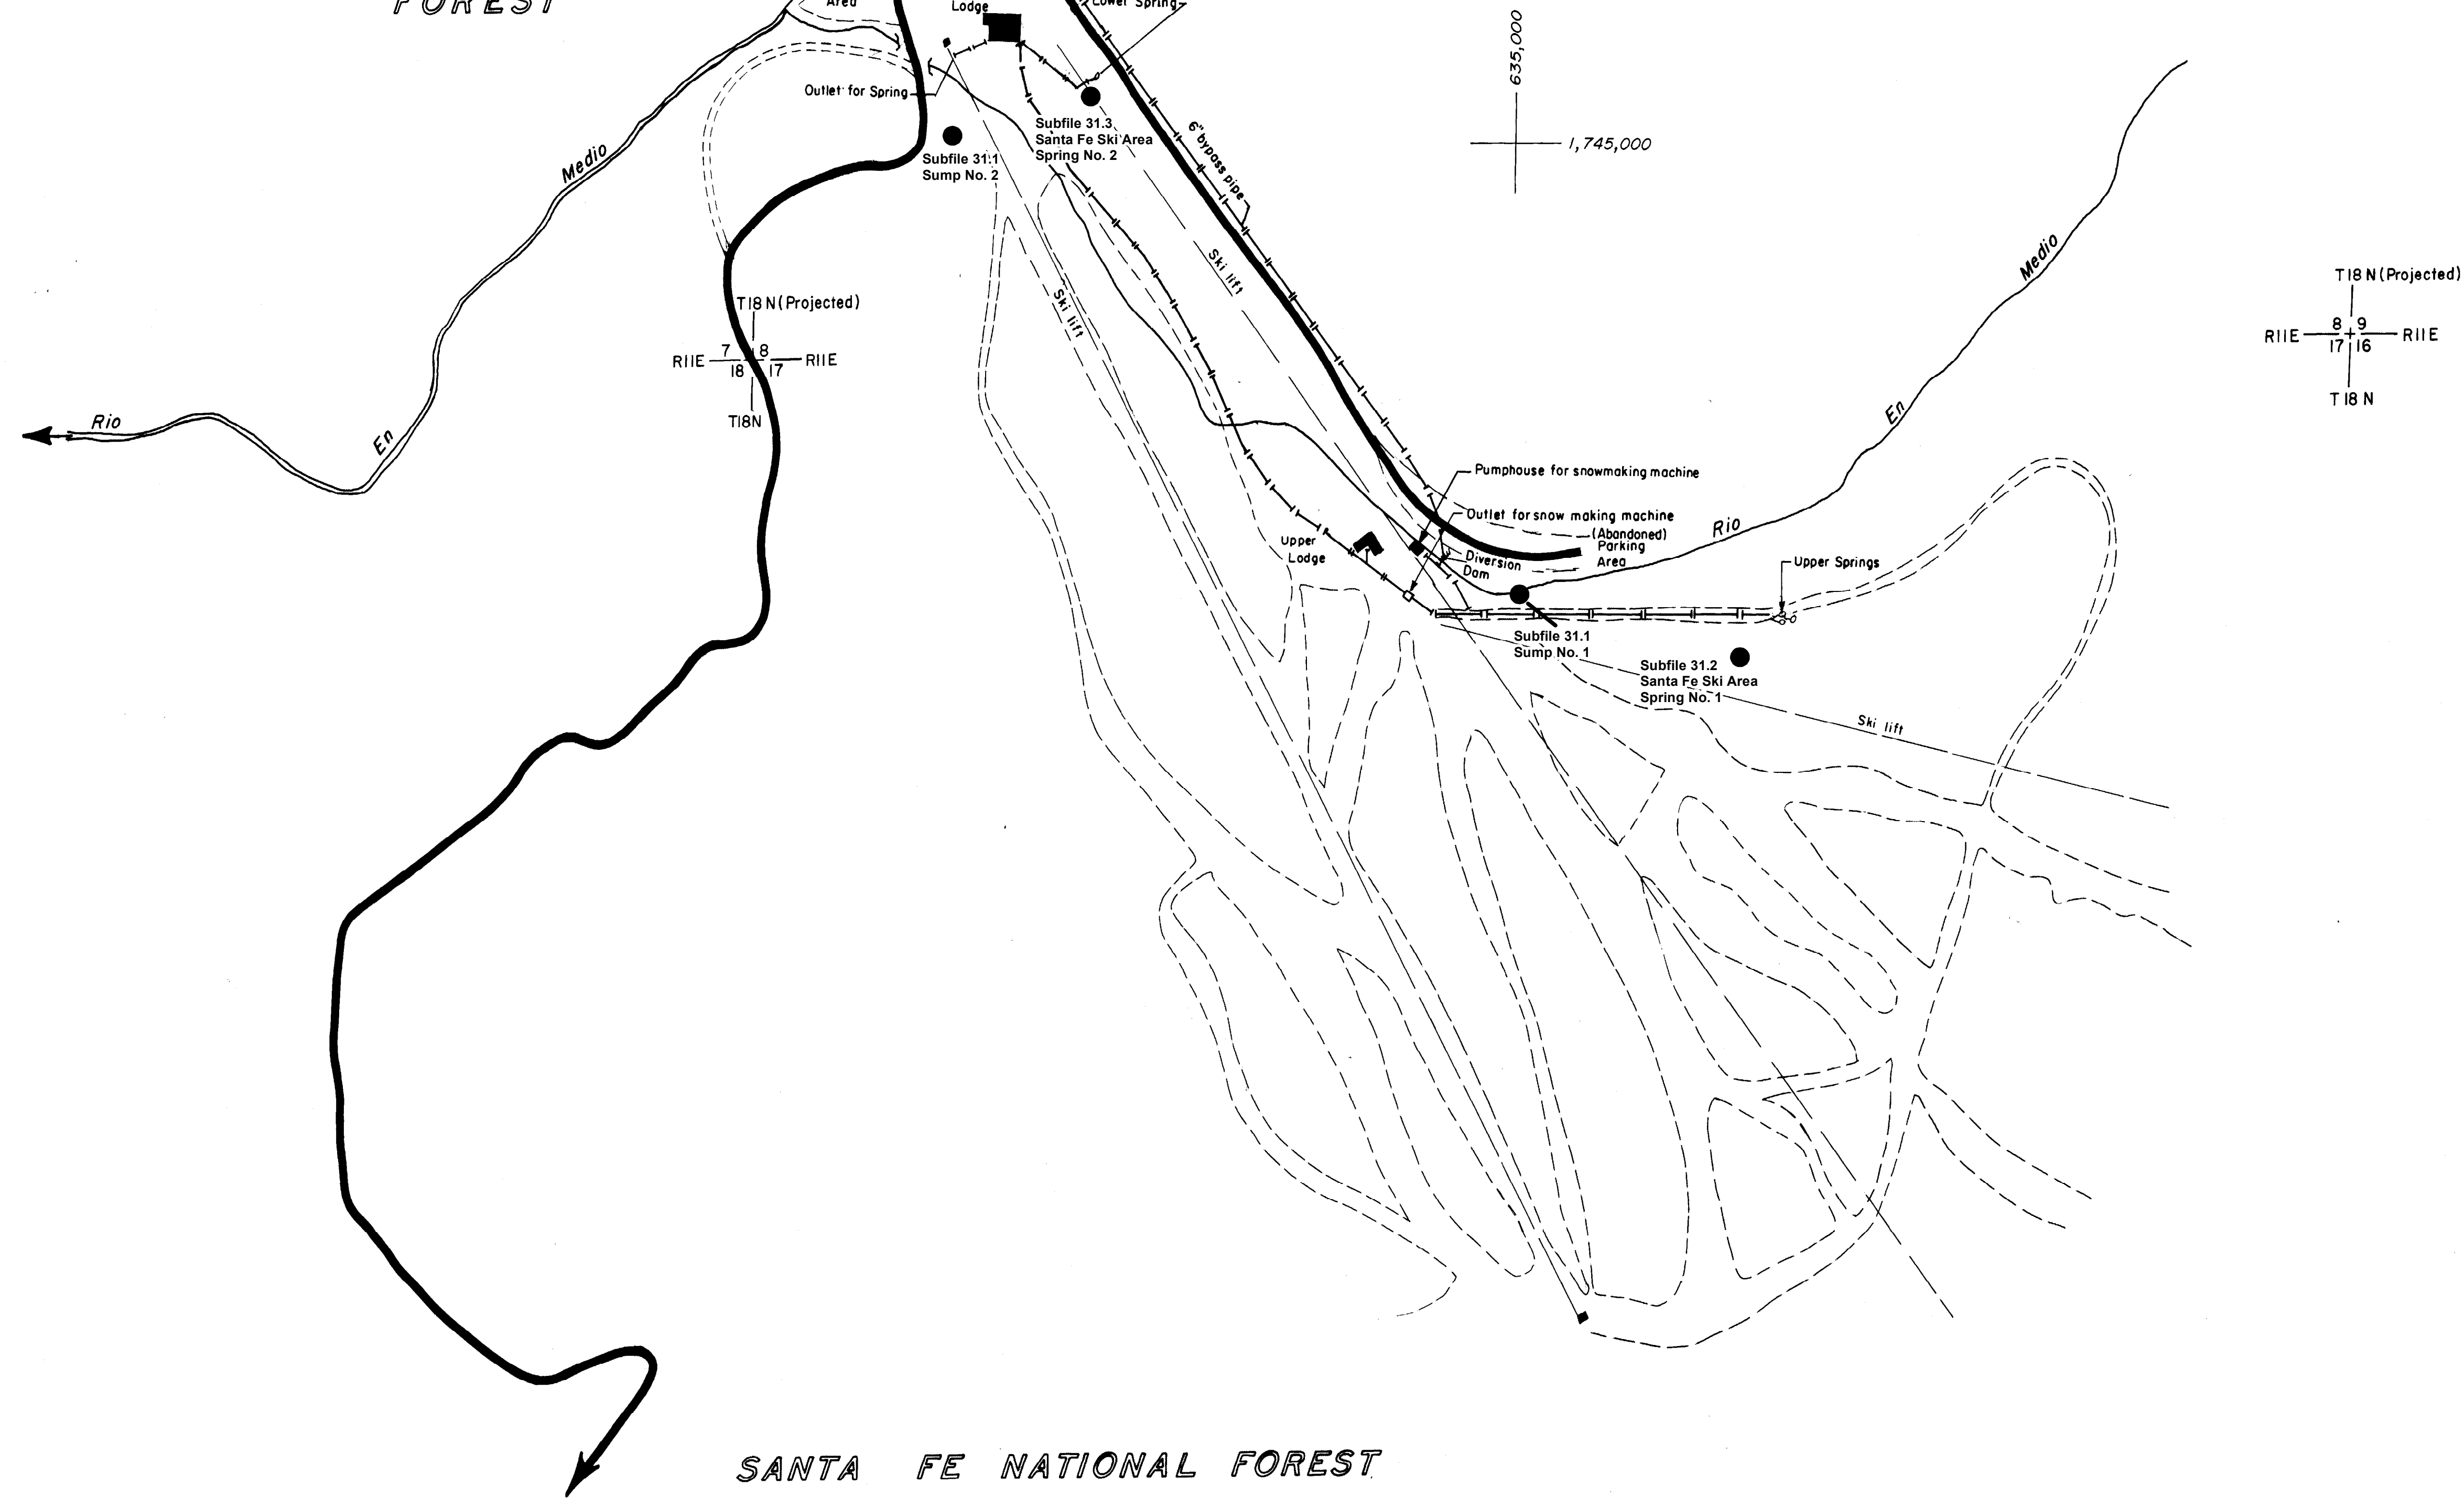 FOREST
Area
Lodge
Lower Spring
635,000
Outlet for Spring
Subfile 31.3
Santa Fe Ski Area
Spring No. 2
6" bypass pipe
1,745,000
Subfile 31.1
Sump No. 2
Medio
Ski lift
Ski lift
Medio
T18N (Projected)
R11E 7 8 R11E
18 17
T18N
T18N (Projected)
R11E 8 9 R11E
17 16
T18N
Rio
En
En
Pumphouse for snowmaking machine
Outlet for snow making machine
Rio
(Abandoned)
Parking
Area
Upper
Lodge
Diversion
Dam
Upper Springs
Subfile 31.1
Sump No. 1
Subfile 31.2
Santa Fe Ski Area
Spring No. 1
Ski lift
SANTA FE NATIONAL FOREST